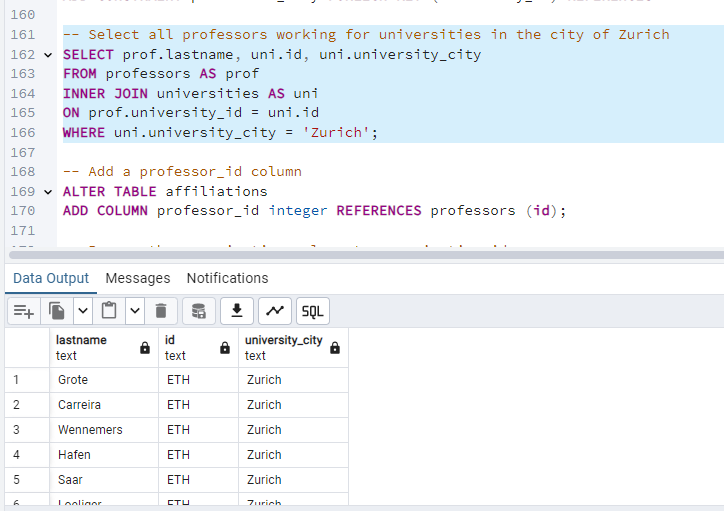 160
161 -- Select all professors working for universities in the city of Zurich
162 SELECT prof.lastname, uni.id, uni.university_city
163 FROM professors AS prof
164 INNER JOIN universities AS uni
165 ON prof.university_id = uni.id
166 WHERE uni.university_city = 'Zurich';
167
168 -- Add a professor_id column
169 ALTER TABLE affiliations
170 ADD COLUMN professor_id integer REFERENCES professors (id);
171
Data Output Messages Notifications
SQL
lastname id university_city
text text text
1 Grote ETH Zurich
2 Carreira ETH Zurich
3 Wennemers ETH Zurich
4 Hafen ETH Zurich
5 Saar ETH Zurich
6 Loeliger ETH Zurich